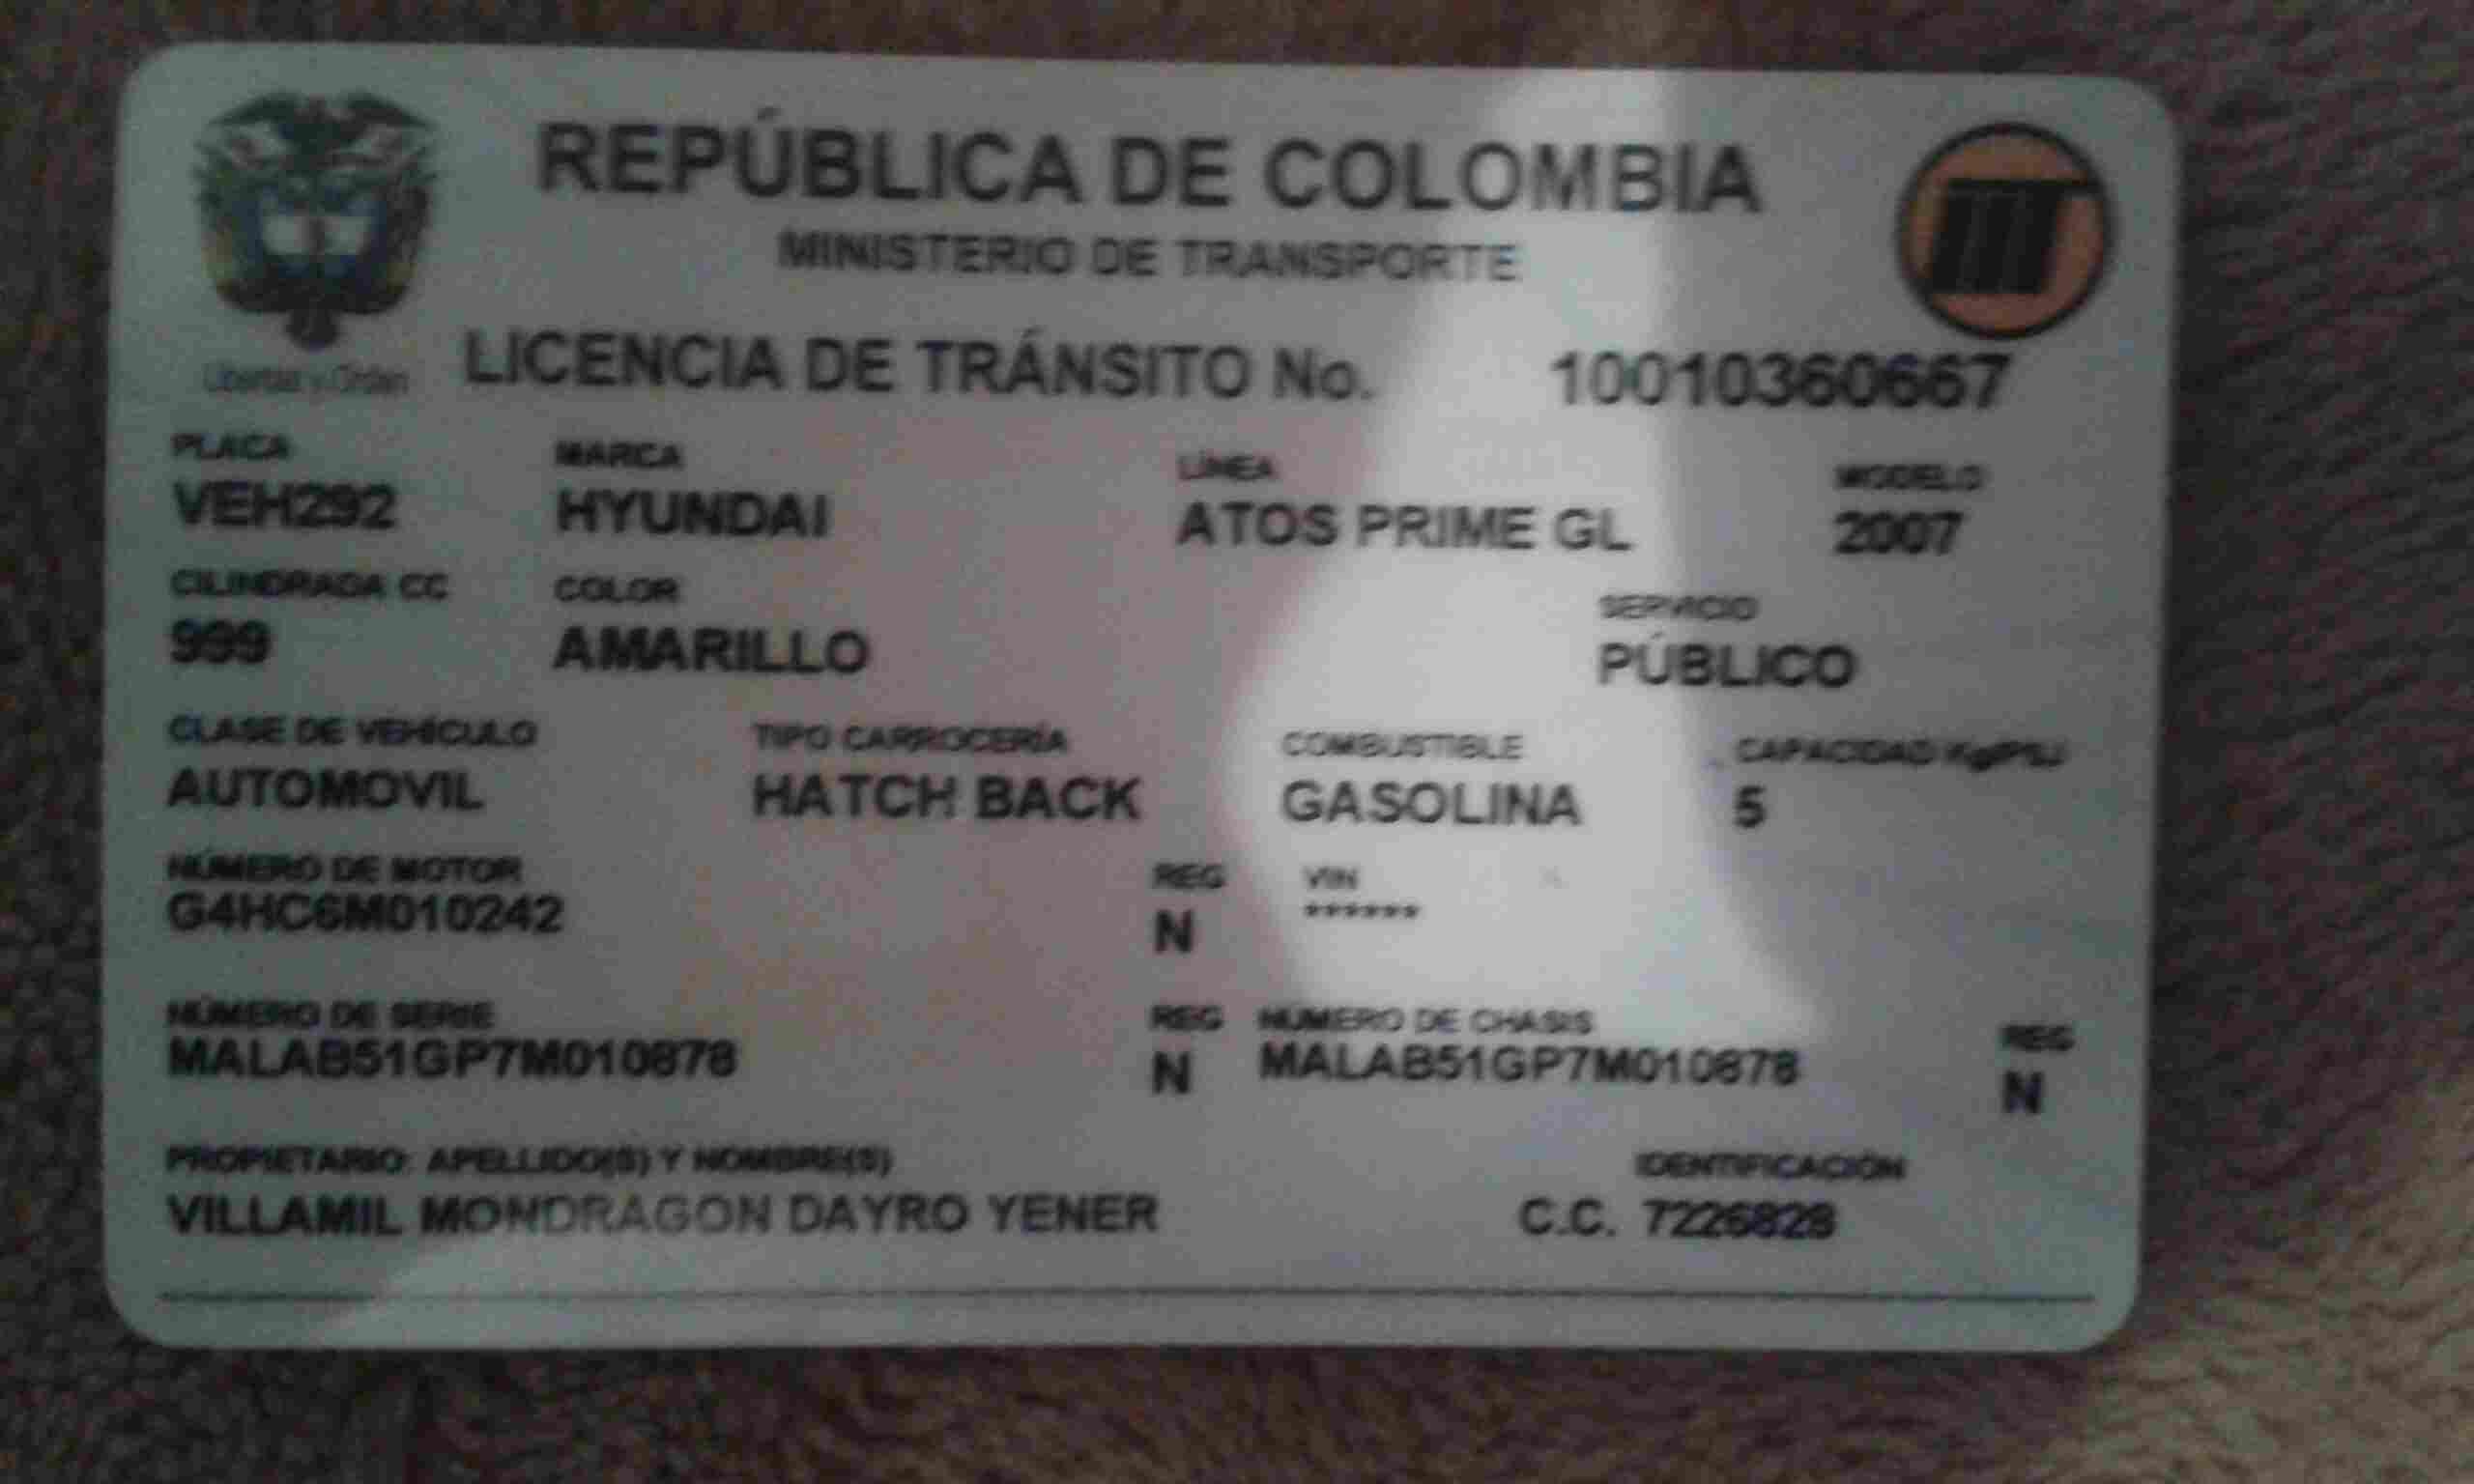 REPÚBLICA DE COLOMBIA
MINISTERIO DE TRANSPORTE
Libertad y Orden
LICENCIA DE TRÁNSITO No. 10010360667
PLACA MARCA LÍNEA MODELO
VEH292 HYUNDAI ATOS PRIME GL 2007
CILINDRADA CC COLOR SERVICIO
999 AMARILLO PÚBLICO
CLASE DE VEHÍCULO TIPO CARROCERÍA COMBUSTIBLE CAPACIDAD Kg/PSJ
AUTOMOVIL HATCH BACK GASOLINA 5
NÚMERO DE MOTOR REG VIN
G4HC6M010242 N ******
NÚMERO DE SERIE REG NÚMERO DE CHASIS REG
MALAB51GP7M010878 N MALAB51GP7M010878 N
PROPIETARIO: APELLIDO(S) Y NOMBRE(S) IDENTIFICACIÓN
VILLAMIL MONDRAGON DAYRO YENER C.C. 7226828